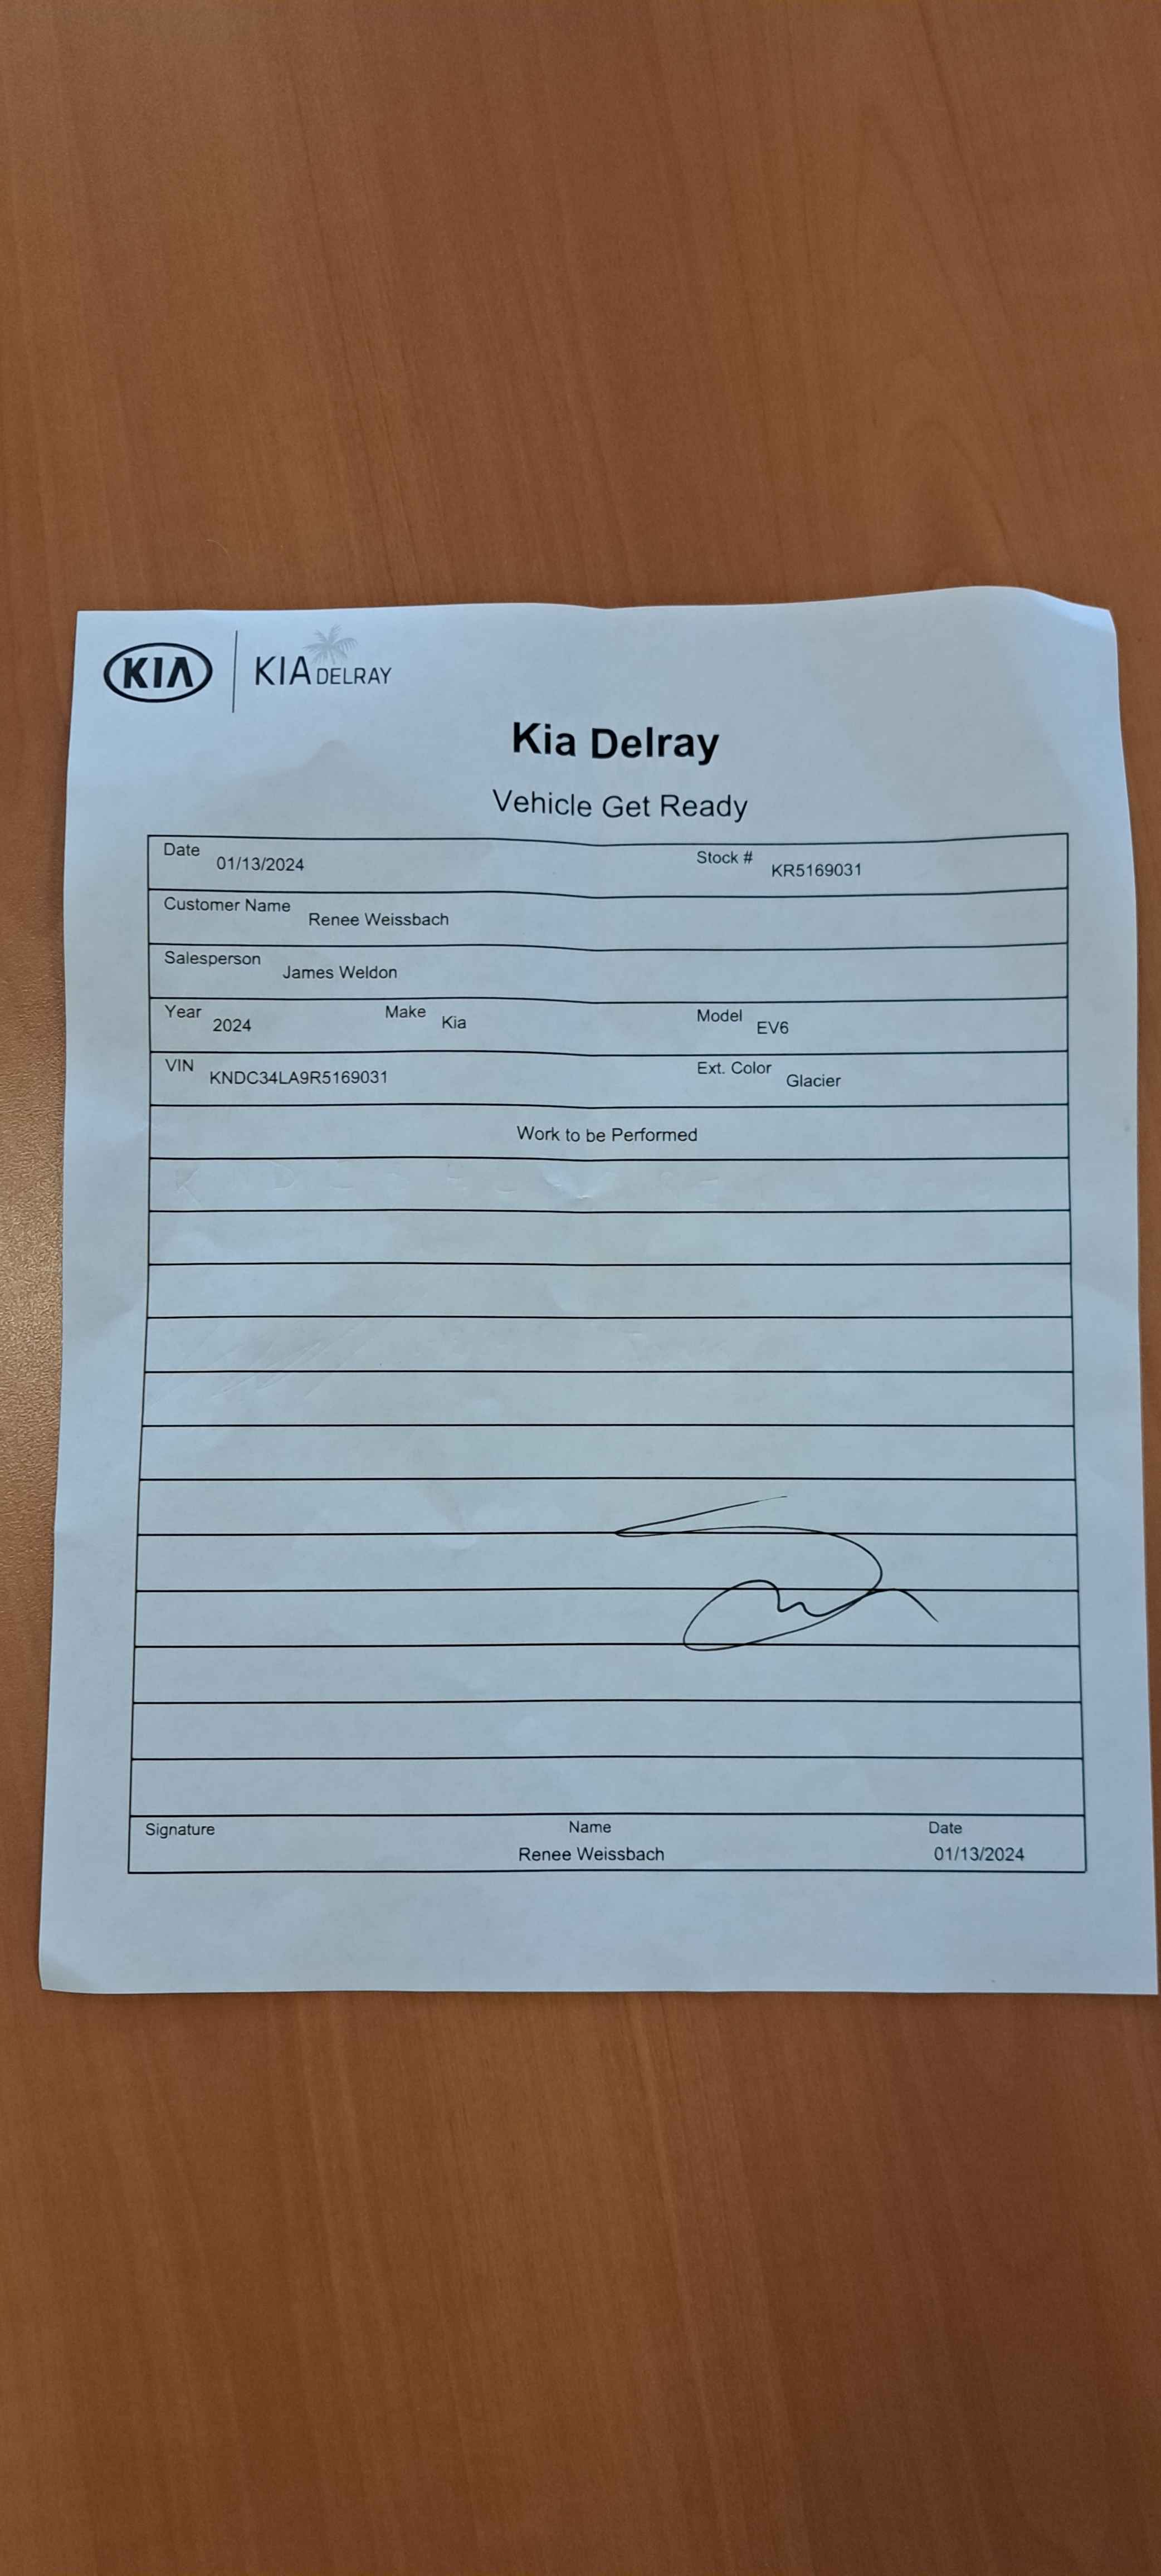 KIA KIA DELRAY
Kia Delray
Vehicle Get Ready
Date 01/13/2024 Stock # KR5169031
Customer Name Renee Weissbach
Salesperson James Weldon
Year 2024 Make Kia Model EV6
VIN KNDC34LA9R5169031 Ext. Color Glacier
Work to be Performed
Signature Name Date
Renee Weissbach 01/13/2024